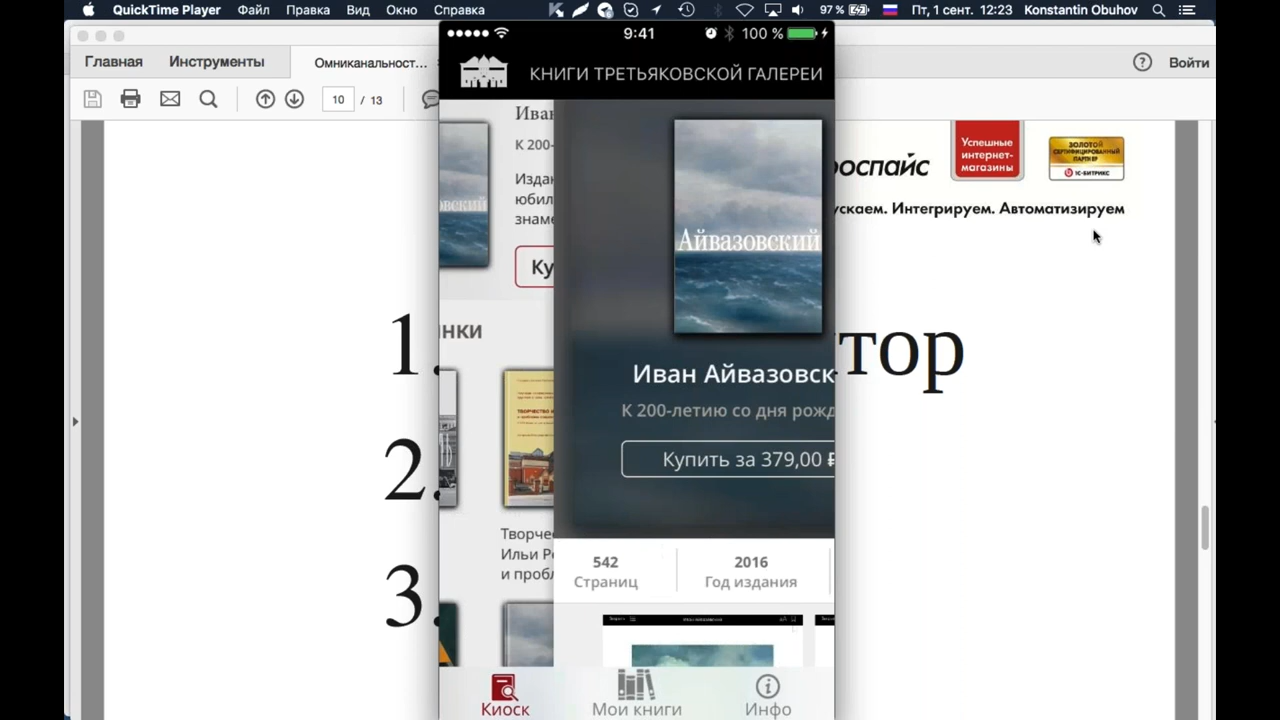 QuickTime Player Файл Правка Вид Окно Справка 97 % Пт, 1 сент. 12:23 Konstantin Obuhov
9:41 100 %
Главная Инструменты Омниканальност... Войти
КНИГИ ТРЕТЬЯКОВСКОЙ ГАЛЕРЕИ
10 / 13
Иван
К 200-
Издан
юбил
знаме
Ку
Айвазовский
роспайс
Успешные
интернет-
магазины
ЗОЛОТОЙ
СЕРТИФИЦИРОВАННЫЙ
ПАРТНЕР
1С-БИТРИКС
ускаем. Интегрируем. Автоматизируем
1.
тор
НКИ
Иван Айвазовск
К 200-летию со дня рожд
Купить за 379,00 ₽
2.
Творче
Ильи Ре
и пробл
542
Страниц
2016
Год издания
3.
Киоск Мои книги Инфо